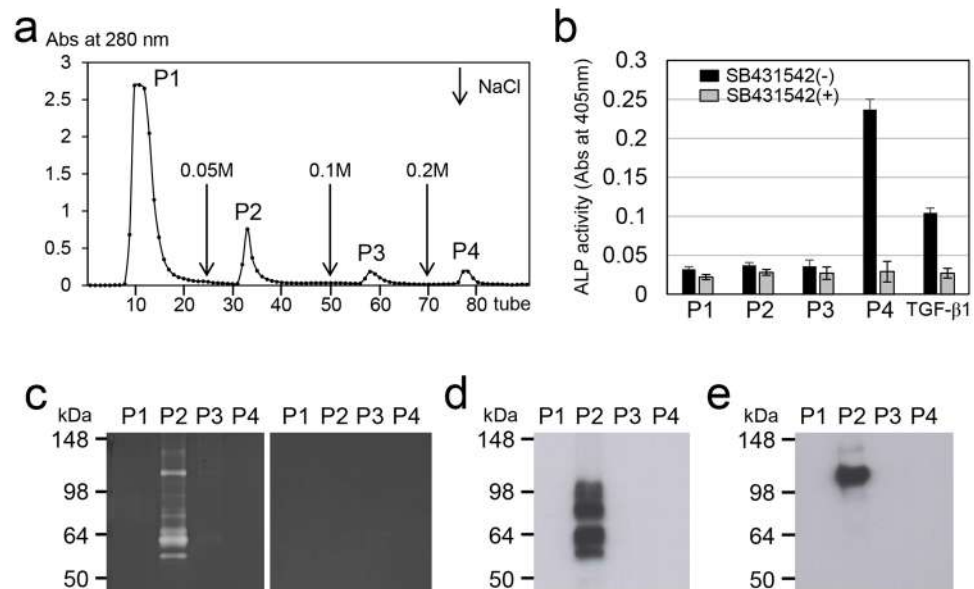 a
Abs at 280 nm
3
2.5
2
1.5
1
0.5
0
P1
NaCl
0.05M
0.1M
0.2M
P2
P3
P4
10 20 30 40 50 60 70 80 tube
b
ALP activity (Abs at 405nm)
0.3
0.25
0.2
0.15
0.1
0.05
0
SB431542(-)
SB431542(+)
P1 P2 P3 P4 TGF-β1
c
kDa P1 P2 P3 P4 P1 P2 P3 P4
148
98
64
50
d
kDa P1 P2 P3 P4
148
98
64
50
e
kDa P1 P2 P3 P4
148
98
64
50